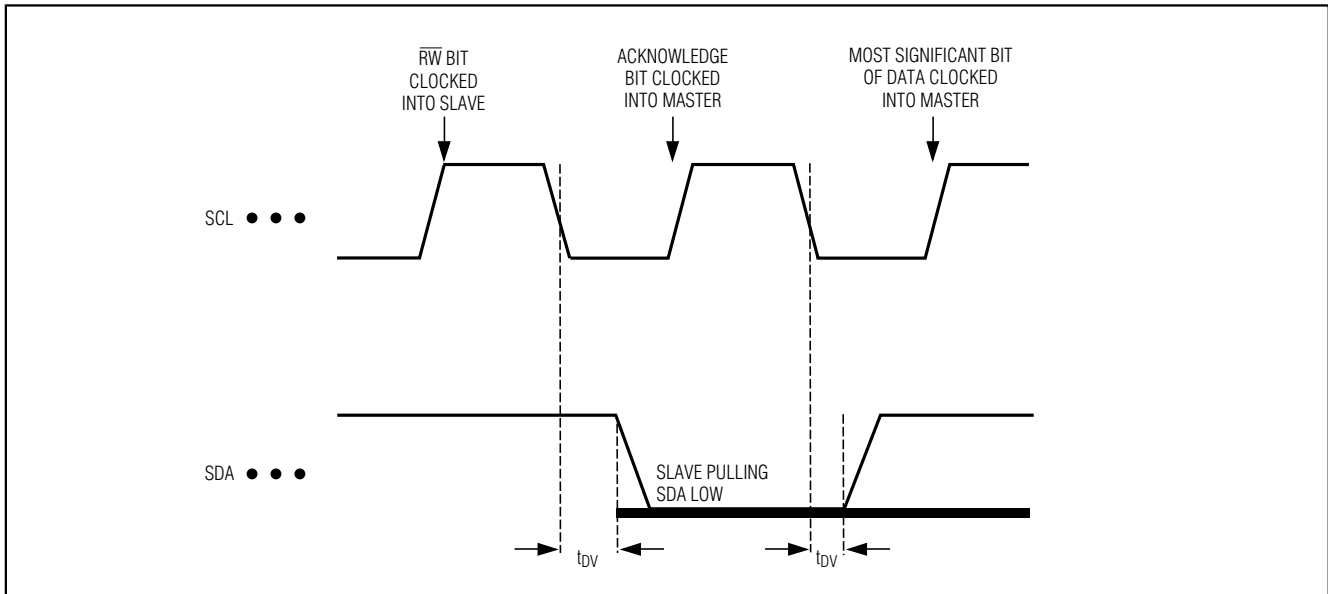 R̅W̅ BIT
CLOCKED
INTO SLAVE
ACKNOWLEDGE
BIT CLOCKED
INTO MASTER
MOST SIGNIFICANT BIT
OF DATA CLOCKED
INTO MASTER
SCL
SDA
SLAVE PULLING
SDA LOW
tDV
tDV